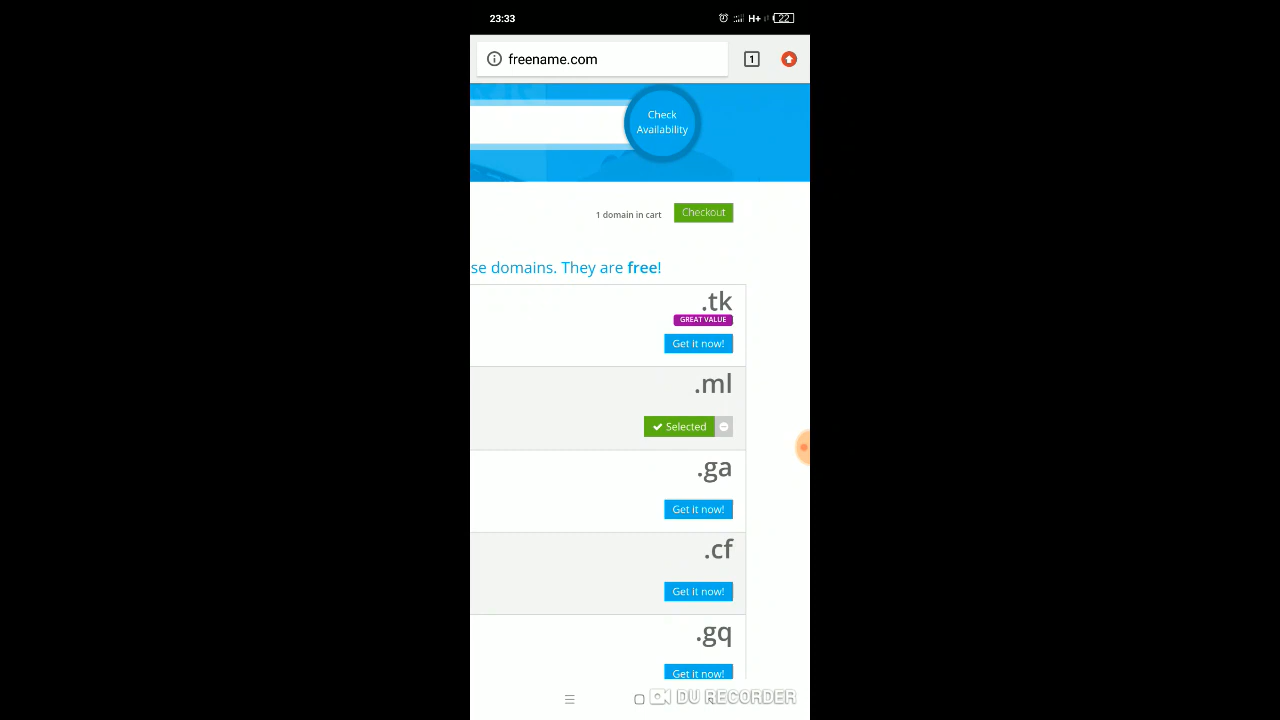 23:33
H+
22
freename.com
1
Check
Availability
1 domain in cart
Checkout
se domains. They are free!
.tk
GREAT VALUE
Get it now!
.ml
Selected
.ga
Get it now!
.cf
Get it now!
.gq
Get it now!
DU RECORDER